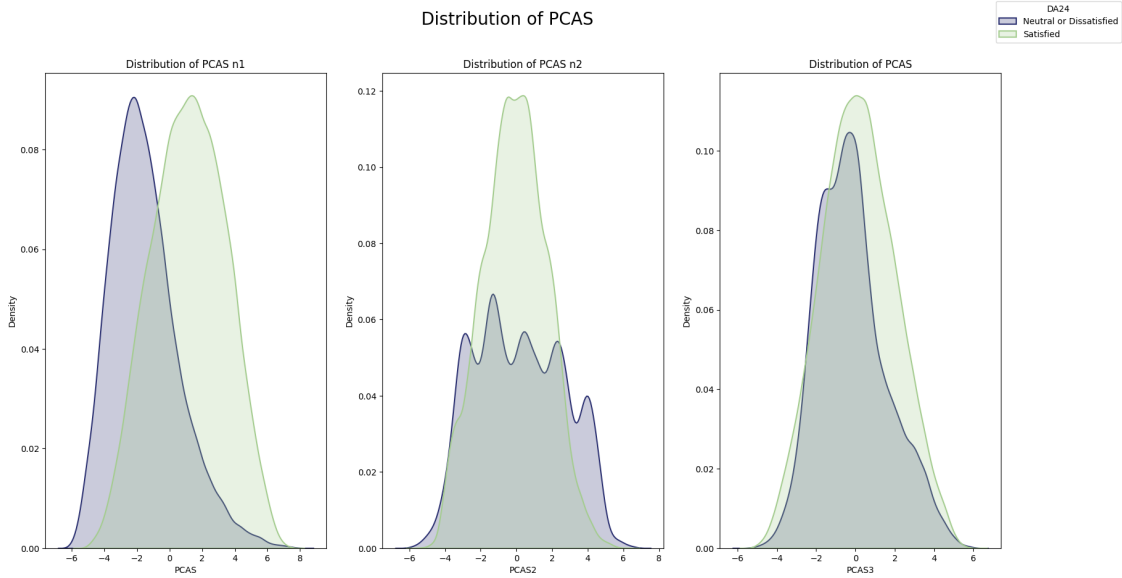 Distribution of PCAS
DA24
Neutral or Dissatisfied
Satisfied
Distribution of PCAS n1
Density
0.08
0.06
0.04
0.02
0.00
−6 −4 −2 0 2 4 6 8
PCAS
Distribution of PCAS n2
Density
0.12
0.10
0.08
0.06
0.04
0.02
0.00
−6 −4 −2 0 2 4 6 8
PCAS2
Distribution of PCAS
Density
0.10
0.08
0.06
0.04
0.02
0.00
−6 −4 −2 0 2 4 6
PCAS3